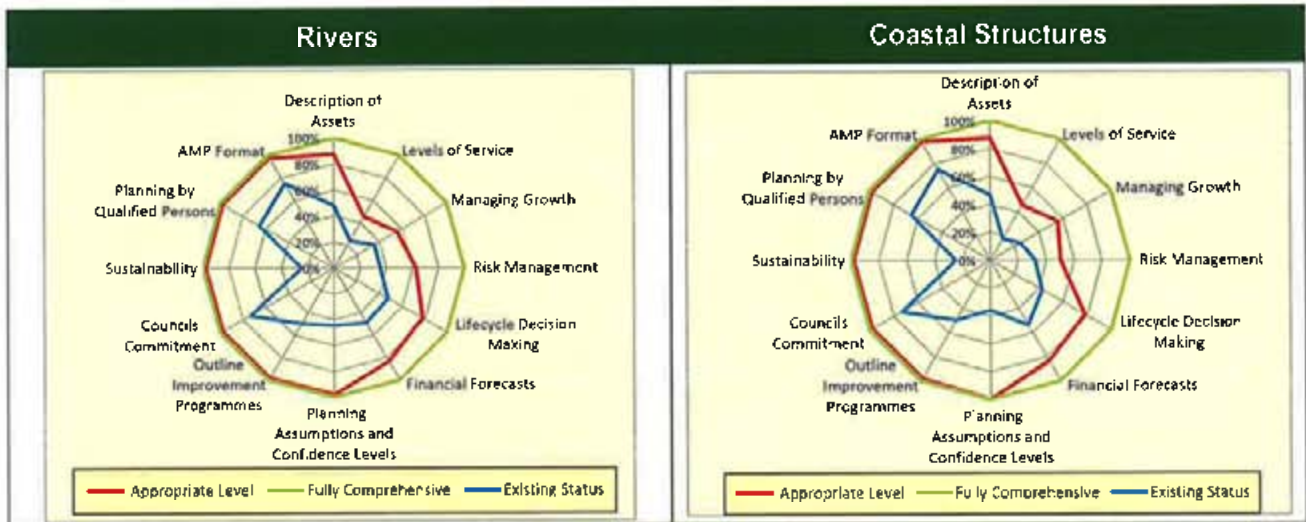 Rivers
Description of
Assets
100%
80%
60%
40%
20%
0%
AMP Format
Levels of Service
Planning by
Qualified Persons
Managing Growth
Sustainability
Risk Management
Councils
Commitment
Lifecycle Decision
Making
Outline
Improvement
Programmes
Financial Forecasts
Planning
Assumptions and
Confidence Levels
Appropriate Level
Fully Comprehensive
Existing Status
Coastal Structures
Description of
Assets
100%
80%
60%
40%
20%
0%
AMP Format
Levels of Service
Planning by
Qualified Persons
Managing Growth
Sustainability
Risk Management
Councils
Commitment
Lifecycle Decision
Making
Outline
Improvement
Programmes
Financial Forecasts
Planning
Assumptions and
Confidence Levels
Appropriate Level
Fully Comprehensive
Existing Status